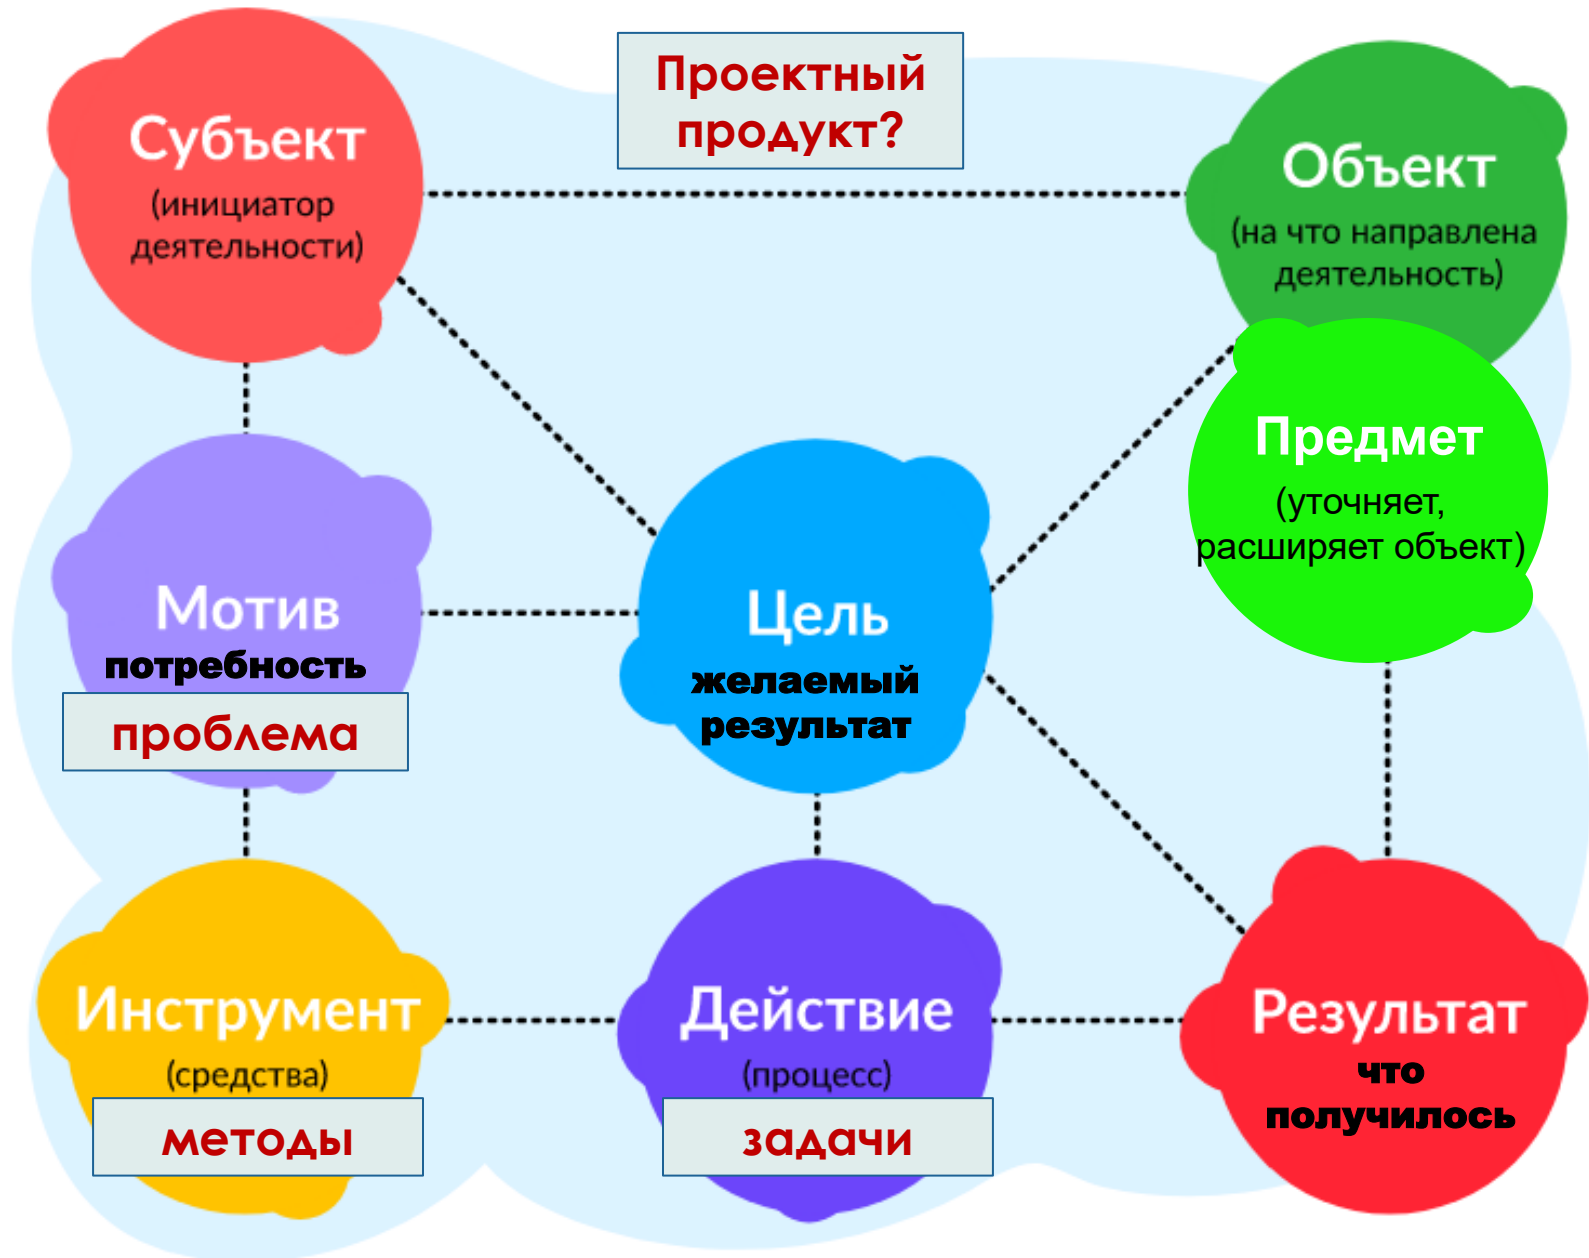 Проектный
продукт?
Субъект
(инициатор
деятельности)
Объект
(на что направлена
деятельность)
Предмет
(уточняет,
расширяет объект)
Мотив
потребность
проблема
Цель
желаемый
результат
Инструмент
(средства)
методы
Действие
(процесс)
задачи
Результат
что
получилось